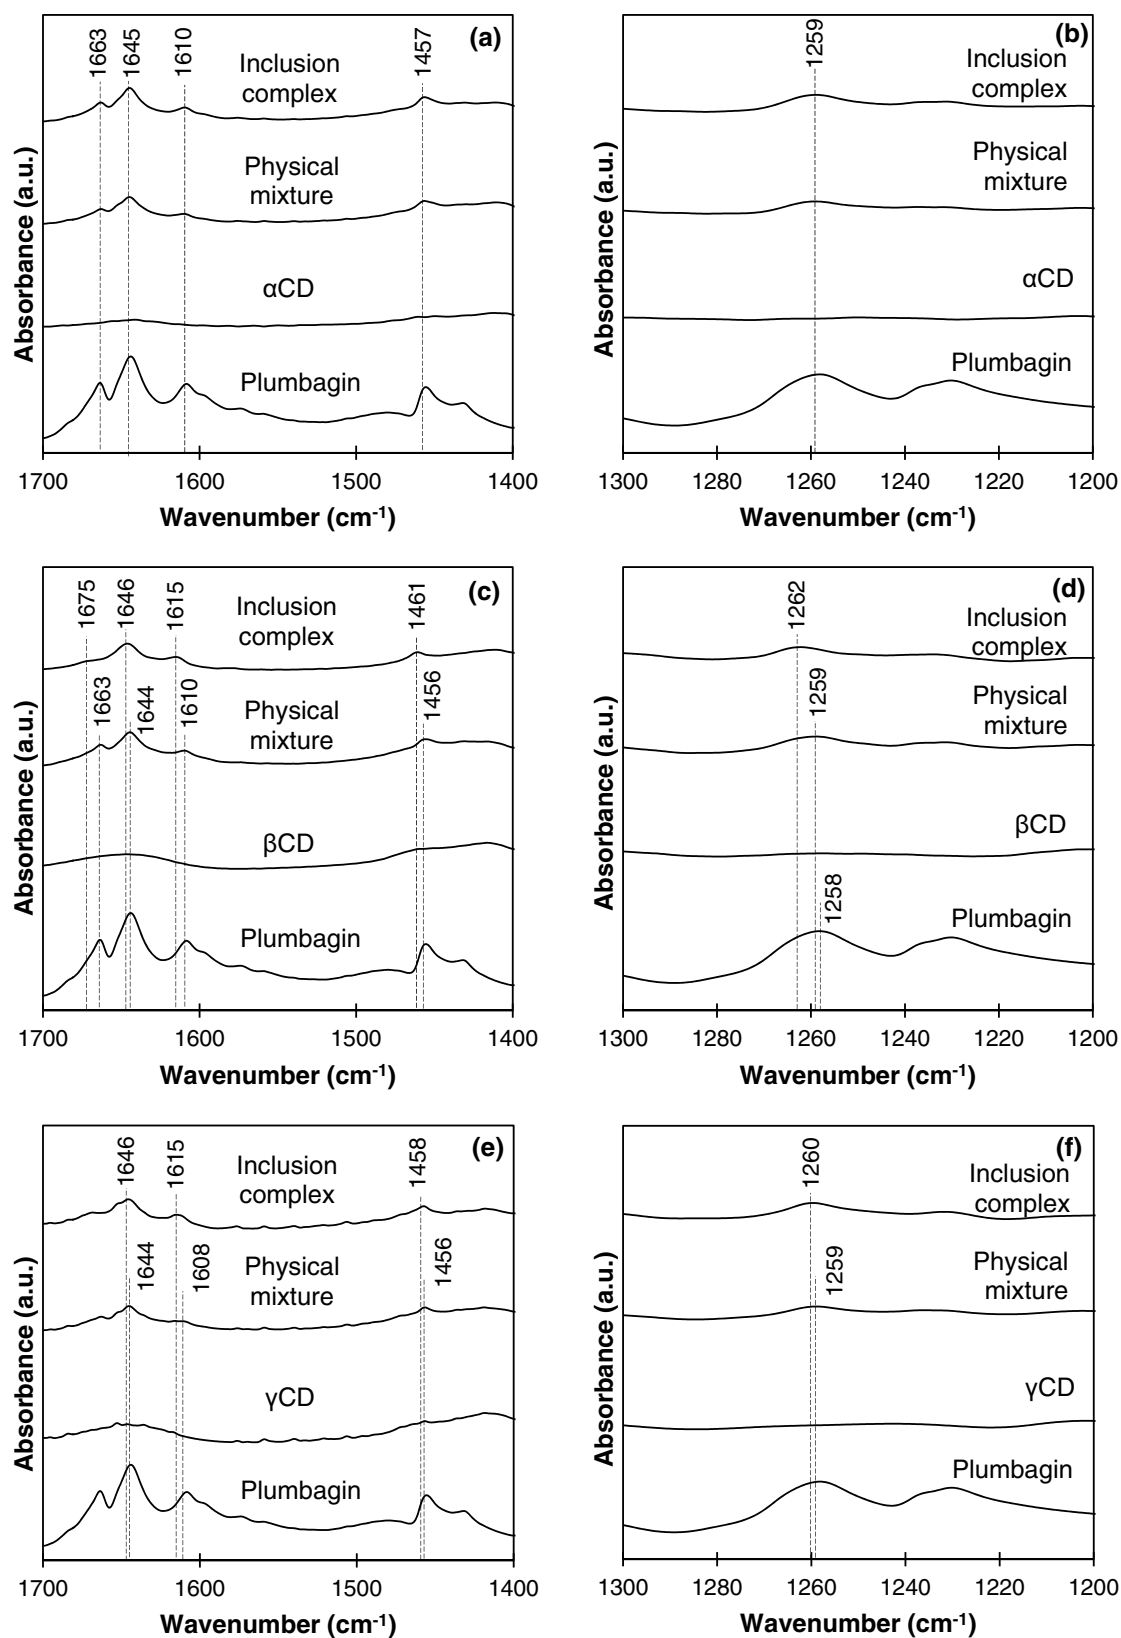 1663
1645
1610
1457
(a)
Inclusion
complex
Physical
mixture
αCD
Plumbagin
Absorbance (a.u.)
1700
1600
1500
1400
Wavenumber (cm⁻¹)
1259
(b)
Inclusion
complex
Physical
mixture
αCD
Plumbagin
Absorbance (a.u.)
1300
1280
1260
1240
1220
1200
Wavenumber (cm⁻¹)
1675
1646
1615
1461
(c)
Inclusion
complex
1663
1644
1610
1456
Physical
mixture
βCD
Plumbagin
Absorbance (a.u.)
1700
1600
1500
1400
Wavenumber (cm⁻¹)
1262
(d)
Inclusion
complex
1259
Physical
mixture
βCD
1258
Plumbagin
Absorbance (a.u.)
1300
1280
1260
1240
1220
1200
Wavenumber (cm⁻¹)
1646
1615
1458
(e)
Inclusion
complex
1644
1608
1456
Physical
mixture
γCD
Plumbagin
Absorbance (a.u.)
1700
1600
1500
1400
Wavenumber (cm⁻¹)
1260
(f)
Inclusion
complex
1259
Physical
mixture
γCD
Plumbagin
Absorbance (a.u.)
1300
1280
1260
1240
1220
1200
Wavenumber (cm⁻¹)